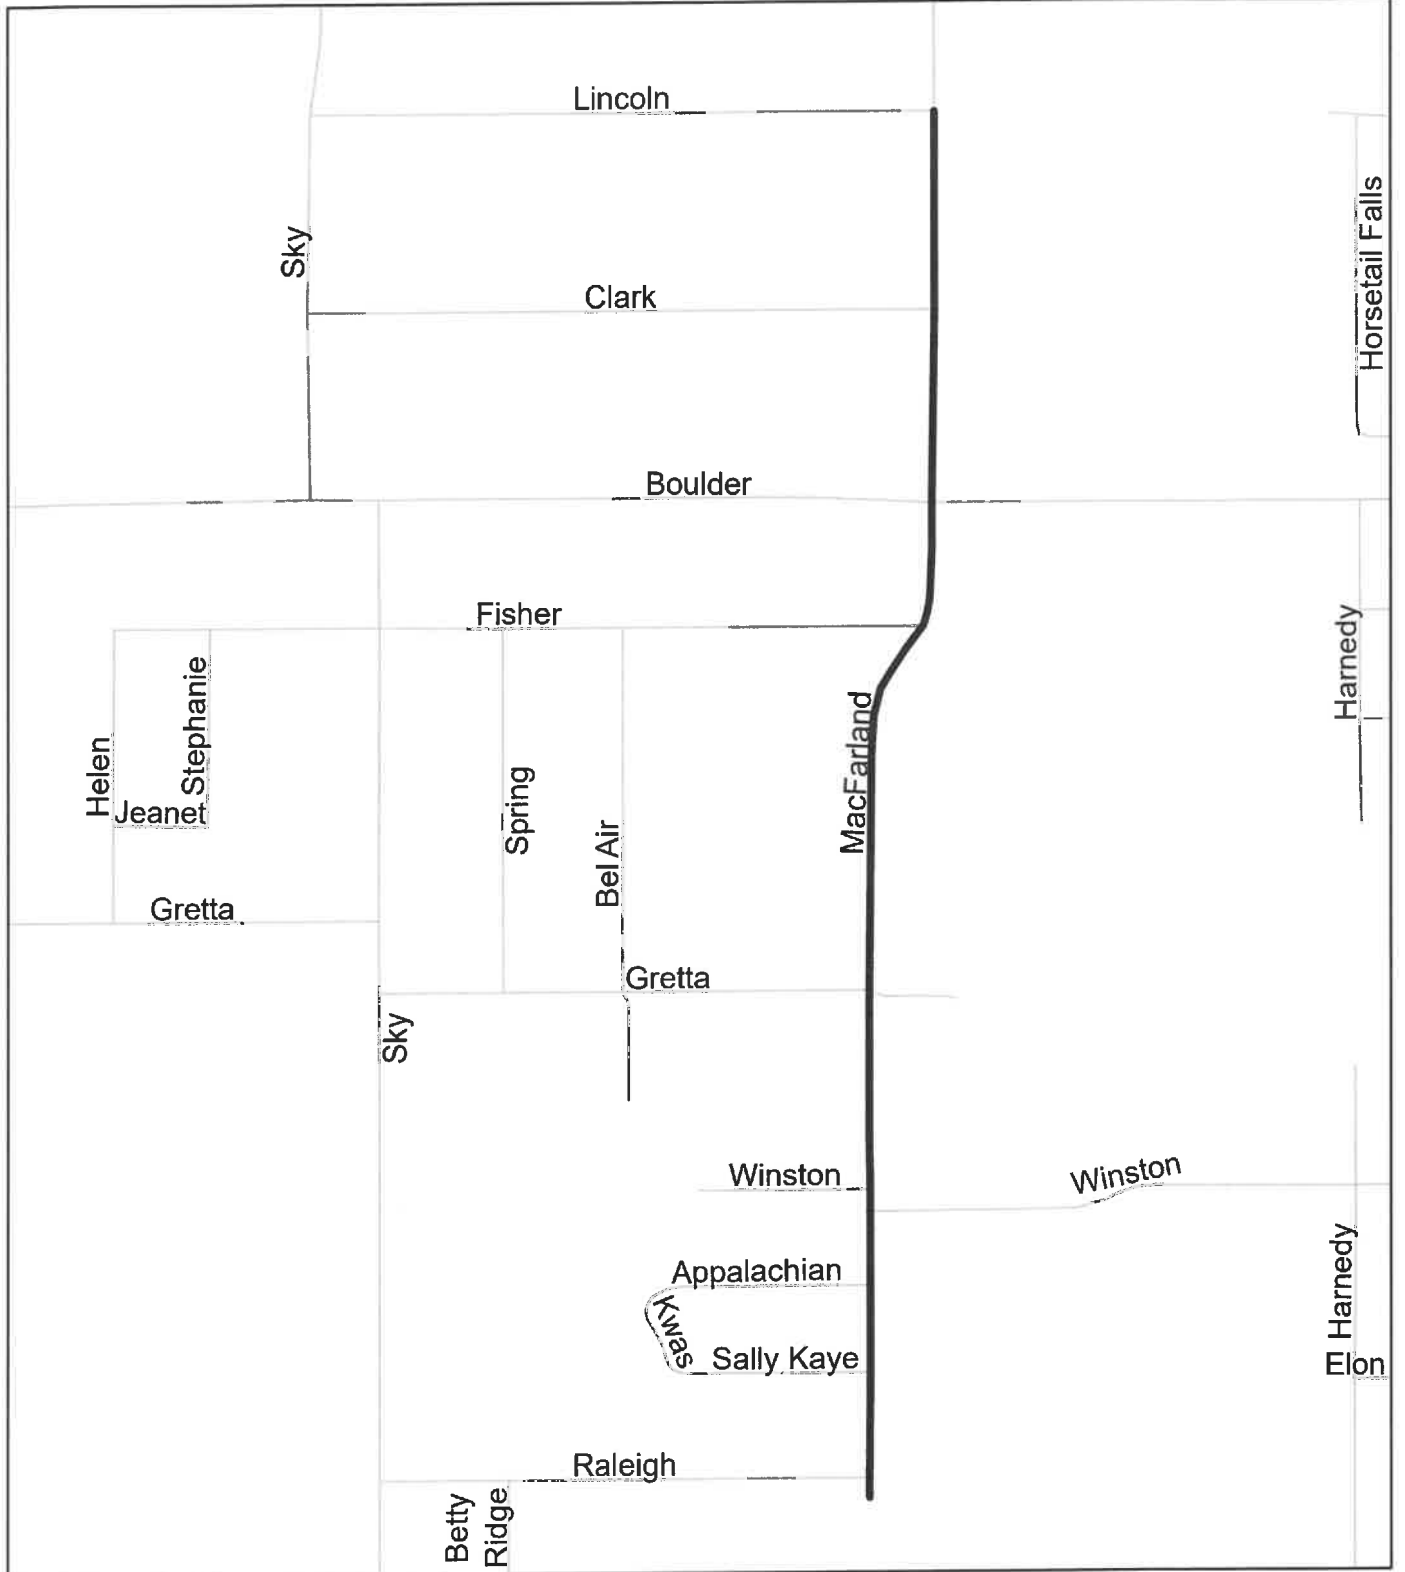 Lincoln
Horsetail Falls
Sky
Clark
Boulder
Fisher
Harnedy
Stephanie
MacFarland
Helen
Spring
Jeanet
Bel Air
Gretta
Gretta
Sky
Winston
Winston
Appalachian
Harnedy
Kwas
Sally Kaye
Elon
Raleigh
Betty
Ridge